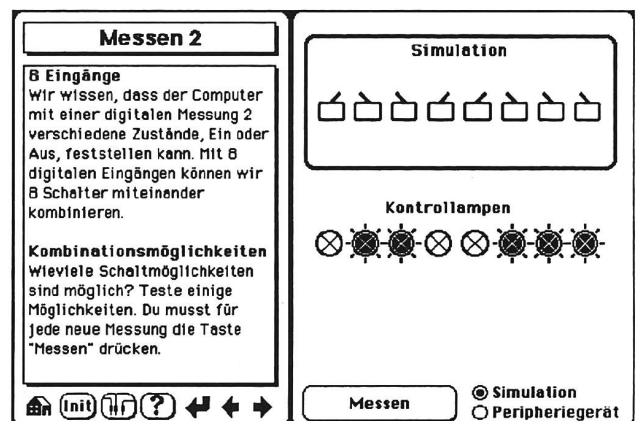 Messen 2
8 Eingänge
Wir wissen, dass der Computer
mit einer digitalen Messung 2
verschiedene Zustände, Ein oder
Aus, feststellen kann. Mit 8
digitalen Eingängen können wir
8 Schalter miteinander
kombinieren.
Kombinationsmöglichkeiten
Wieviele Schaltmöglichkeiten
sind möglich? Teste einige
Möglichkeiten. Du musst für
jede neue Messung die Taste
"Messen" drücken.
Init
?
Simulation
Kontrollampen
Messen
Simulation
Peripheriegerät